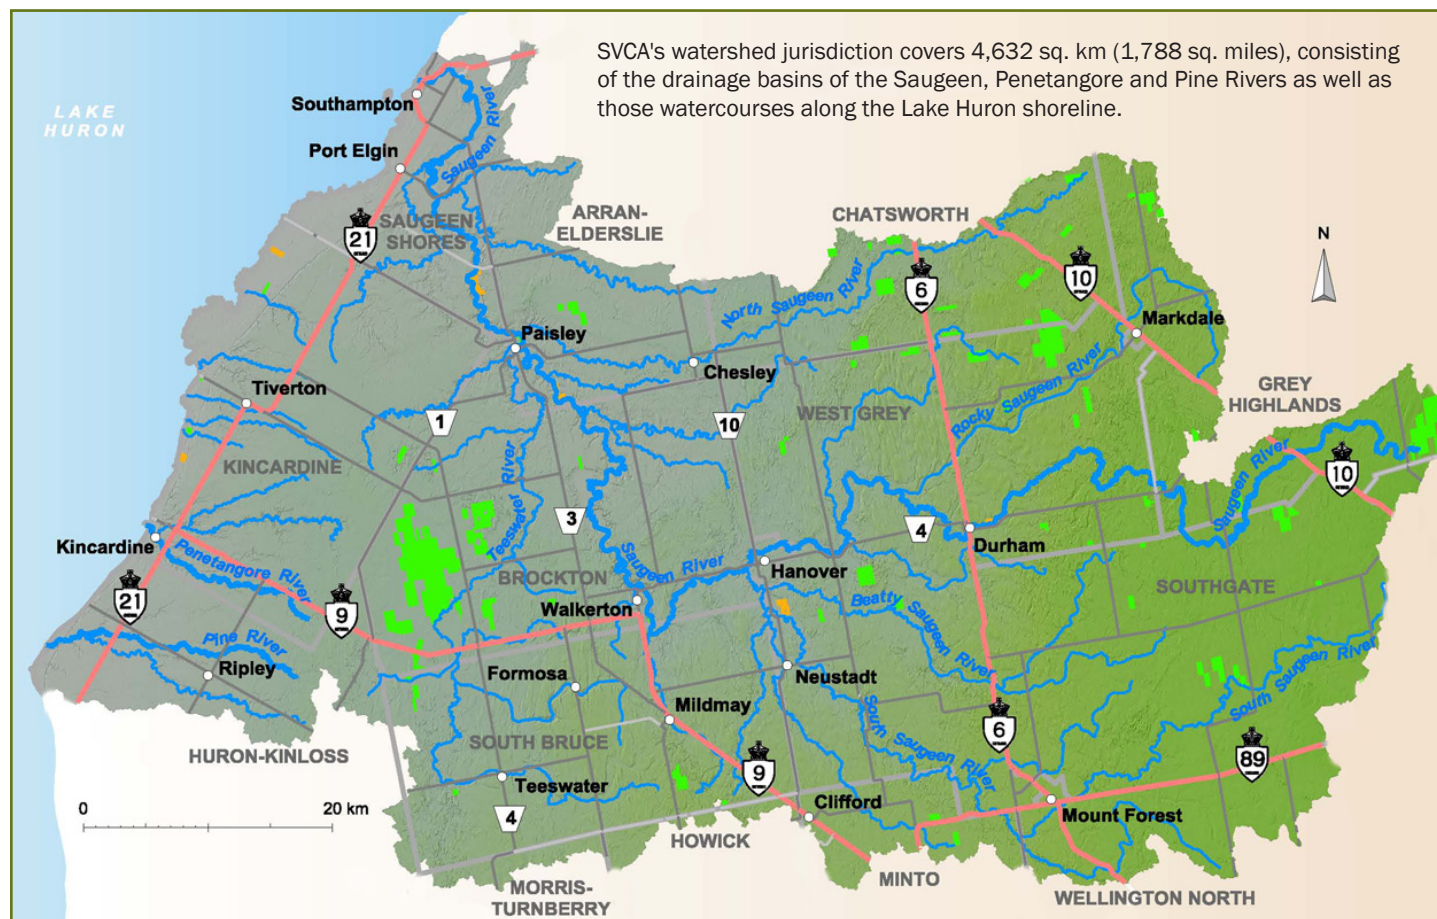 SVCA's watershed jurisdiction covers 4,632 sq. km (1,788 sq. miles), consisting
of the drainage basins of the Saugeen, Penetangore and Pine Rivers as well as
those watercourses along the Lake Huron shoreline.
LAKE
HURON
Southampton
Saugeen River
Port Elgin
SAUGEEN
SHORES
21
ARRAN-
ELDERSLIE
CHATSWORTH
N
6
10
North Saugeen River
Markdale
Paisley
Chesley
Tiverton
1
10
WEST GREY
Rocky Saugeen River
GREY
HIGHLANDS
KINCARDINE
Teeswater River
3
4
Saugeen River
10
Kincardine
Durham
Penetangore River
Saugeen River
Hanover
BROCKTON
SOUTHGATE
21
9
Walkerton
Beatty Saugeen River
Pine River
Ripley
Formosa
Neustadt
South Saugeen River
Mildmay
South Saugeen River
6
HURON-KINLOSS
SOUTH BRUCE
89
9
Teeswater
0 20 km
4
Clifford
Mount Forest
HOWICK
MINTO
MORRIS-
TURNBERRY
WELLINGTON NORTH